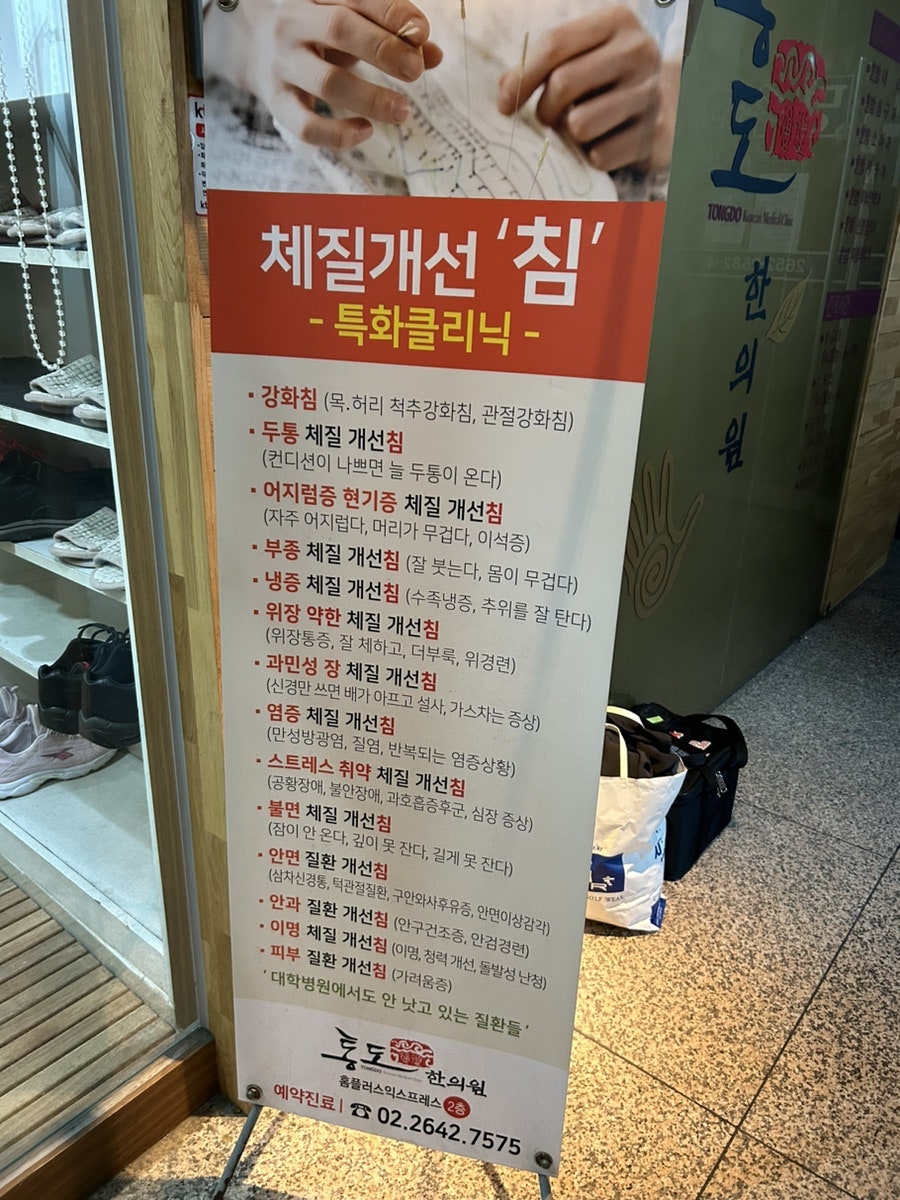 체질개선 '침'
- 특화클리닉 -
· 강화침 (목.허리 척추강화침, 관절강화침)
· 두통 체질 개선침
(컨디션이 나쁘면 늘 두통이 온다)
· 어지럼증 현기증 체질 개선침
(자주 어지럽다, 머리가 무겁다, 이석증)
· 부종 체질 개선침 (잘 붓는다, 몸이 무겁다)
· 냉증 체질 개선침 (수족냉증, 추위를 잘 탄다)
· 위장 약한 체질 개선침
(위장통증, 잘 체하고, 더부룩, 위경련)
· 과민성 장 체질 개선침
(신경만 쓰면 배가 아프고 설사, 가스차는 증상)
· 염증 체질 개선침
(만성방광염, 질염, 반복되는 염증상황)
· 스트레스 취약 체질 개선침
(공황장애, 불안장애, 과호흡증후군, 심장 증상)
· 불면 체질 개선침
(잠이 안 온다, 깊이 못 잔다, 길게 못 잔다)
· 안면 질환 개선침
(삼차신경통, 턱관절질환, 구안와사후유증, 안면이상감각)
· 안과 질환 개선침 (안구건조증, 안검경련)
· 이명 체질 개선침 (이명, 청력 개선, 돌발성 난청)
· 피부 질환 개선침 (가려움증)
'대학병원에서도 안 낫고 있는 질환들'
통도 한의원
TONGDO Korean Medical Clinic
홈플러스익스프레스 2층
예약진료 | ☎ 02.2642.7575
통도
TONGDO Korean Medical Clinic
한의원
kt
GOLF WEAR